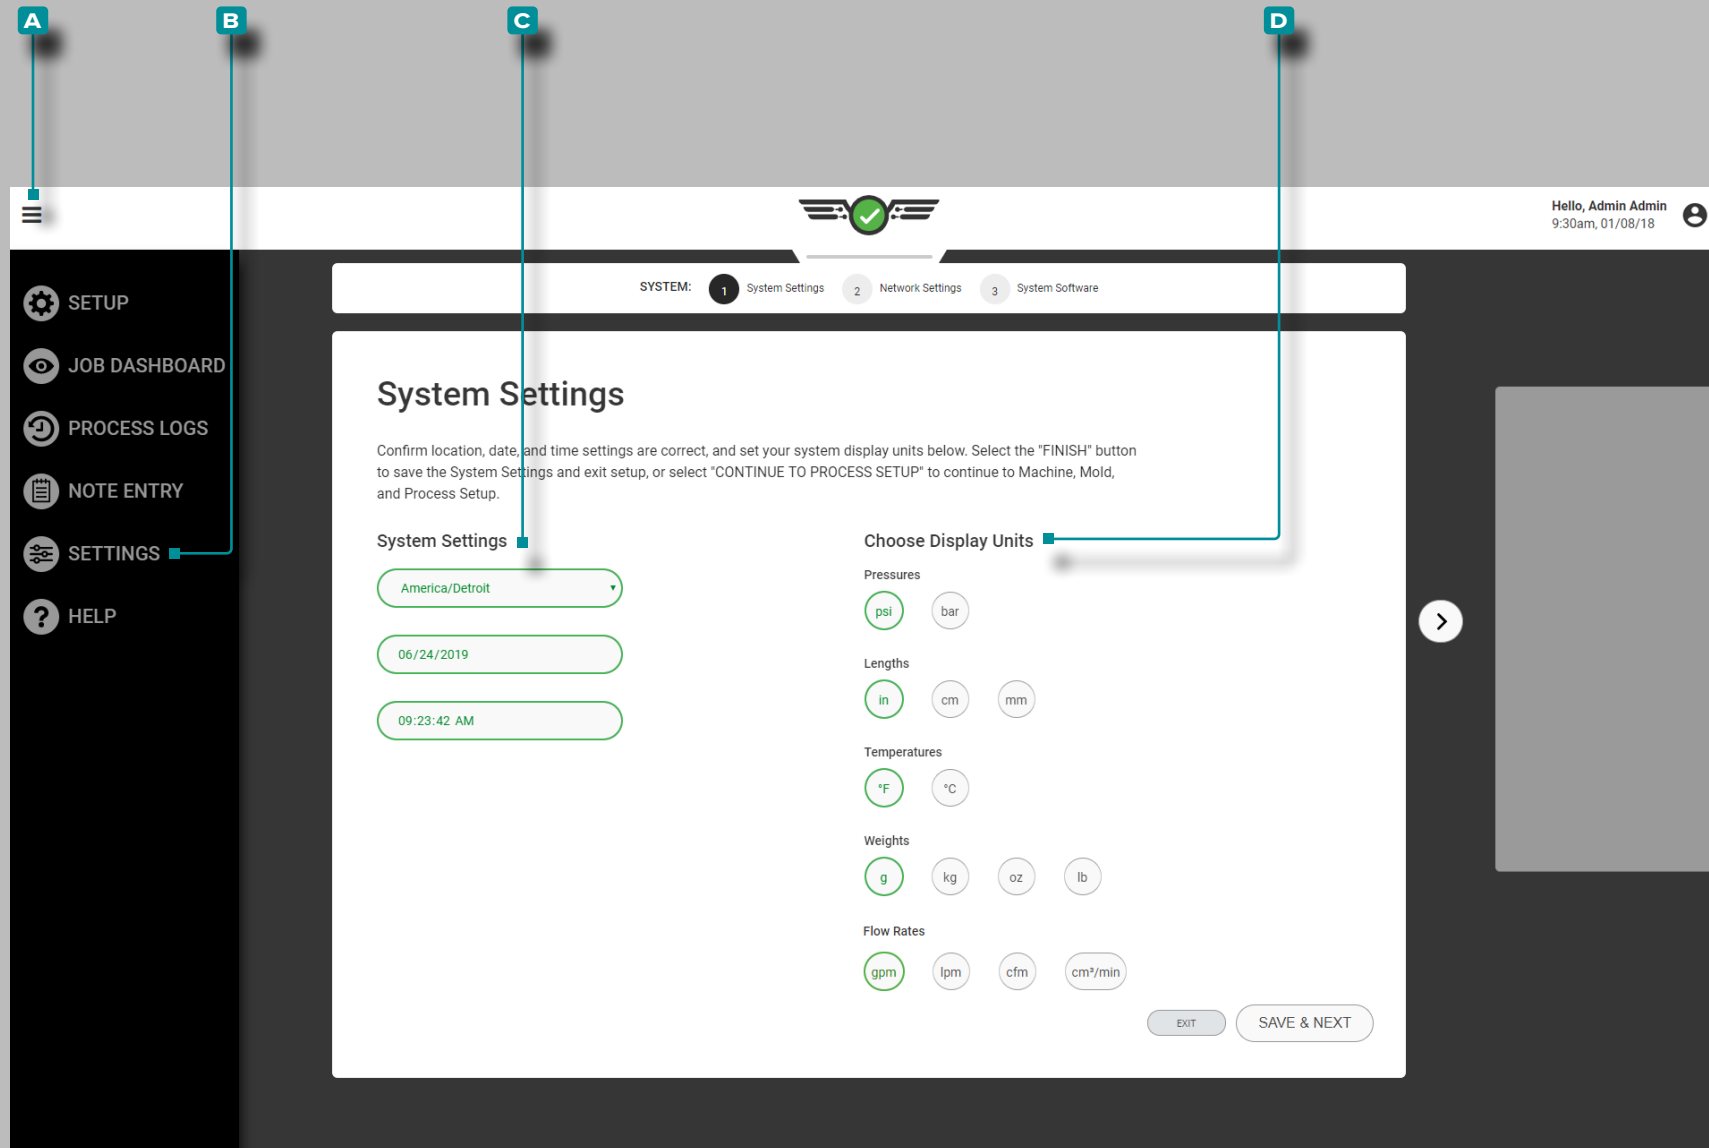 A
B
C
D
Hello, Admin Admin
9:30am, 01/08/18
SETUP
JOB DASHBOARD
PROCESS LOGS
NOTE ENTRY
SETTINGS
HELP
SYSTEM: 1 System Settings 2 Network Settings 3 System Software
System Settings
Confirm location, date, and time settings are correct, and set your system display units below. Select the "FINISH" button
to save the System Settings and exit setup, or select "CONTINUE TO PROCESS SETUP" to continue to Machine, Mold,
and Process Setup.
System Settings
America/Detroit
06/24/2019
09:23:42 AM
Choose Display Units
Pressures
psi bar
Lengths
in cm mm
Temperatures
°F °C
Weights
g kg oz lb
Flow Rates
gpm lpm cfm cm³/min
EXIT SAVE & NEXT